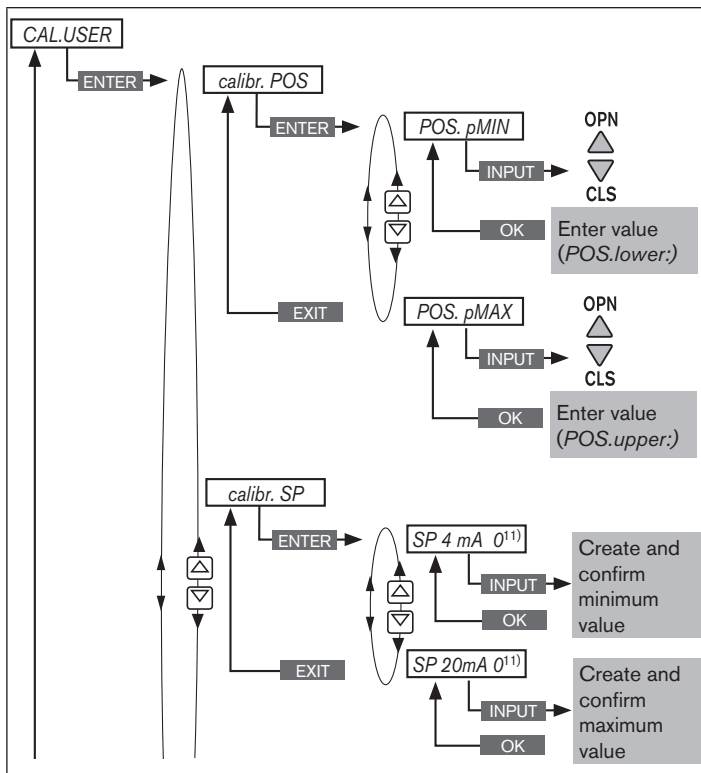 CAL.USER
ENTER
calibr. POS
ENTER
POS. pMIN
OPN
INPUT
CLS
OK
Enter value
(POS.lower:)
EXIT
POS. pMAX
OPN
INPUT
CLS
OK
Enter value
(POS.upper:)
calibr. SP
ENTER
SP 4 mA 0¹¹⁾
INPUT
OK
Create and
confirm
minimum
value
EXIT
SP 20mA 0¹¹⁾
INPUT
OK
Create and
confirm
maximum
value